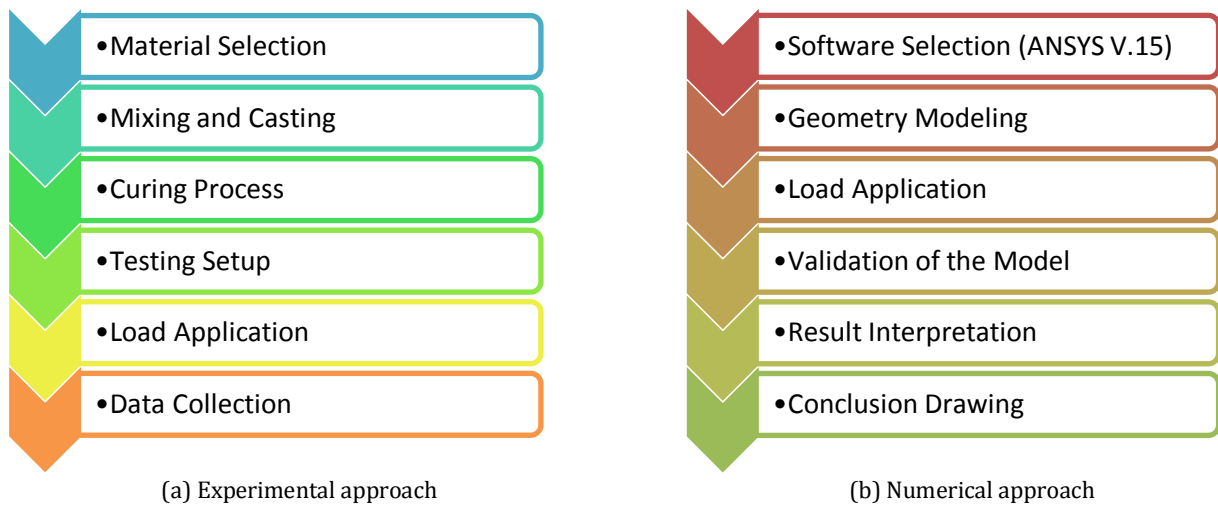 •Material Selection
•Mixing and Casting
•Curing Process
•Testing Setup
•Load Application
•Data Collection
(a) Experimental approach
•Software Selection (ANSYS V.15)
•Geometry Modeling
•Load Application
•Validation of the Model
•Result Interpretation
•Conclusion Drawing
(b) Numerical approach